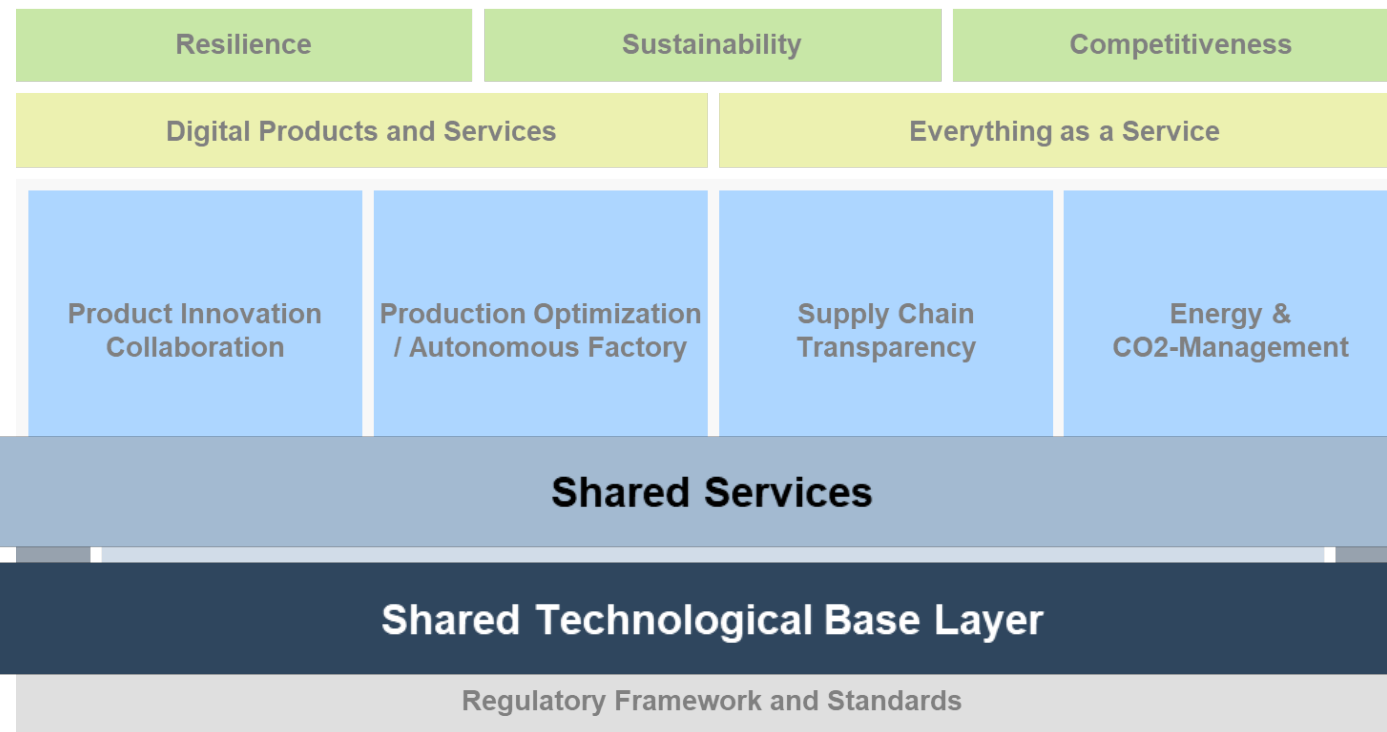 Resilience
Sustainability
Competitiveness
Digital Products and Services
Everything as a Service
Product Innovation
Collaboration
Production Optimization
/ Autonomous Factory
Supply Chain
Transparency
Energy &
CO2-Management
Shared Services
Shared Technological Base Layer
Regulatory Framework and Standards